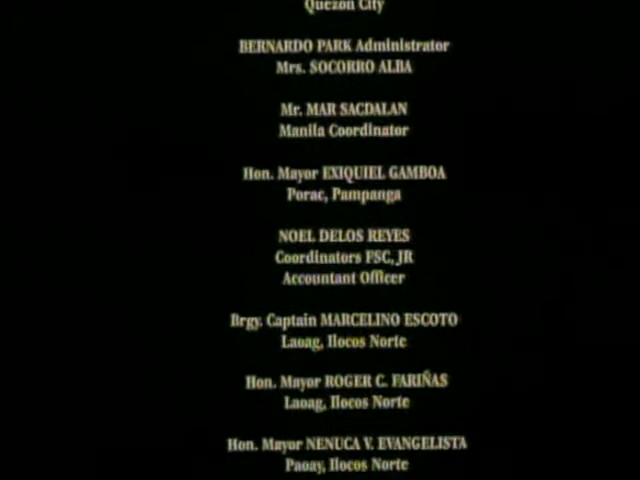 Quezon City
BERNARDO PARK Administrator
Mrs. SOCORRO ALBA
Mr. MAR SACDALAN
Manila Coordinator
Hon. Mayor EXIQUIEL GAMBOA
Porac, Pampanga
NOEL DELOS REYES
Coordinators FSC, JR
Accountant Officer
Brgy. Captain MARCELINO ESCOTO
Laoag, Ilocos Norte
Hon. Mayor ROGER C. FARIÑAS
Laoag, Ilocos Norte
Hon. Mayor NENUCA V. EVANGELISTA
Paoay, Ilocos Norte